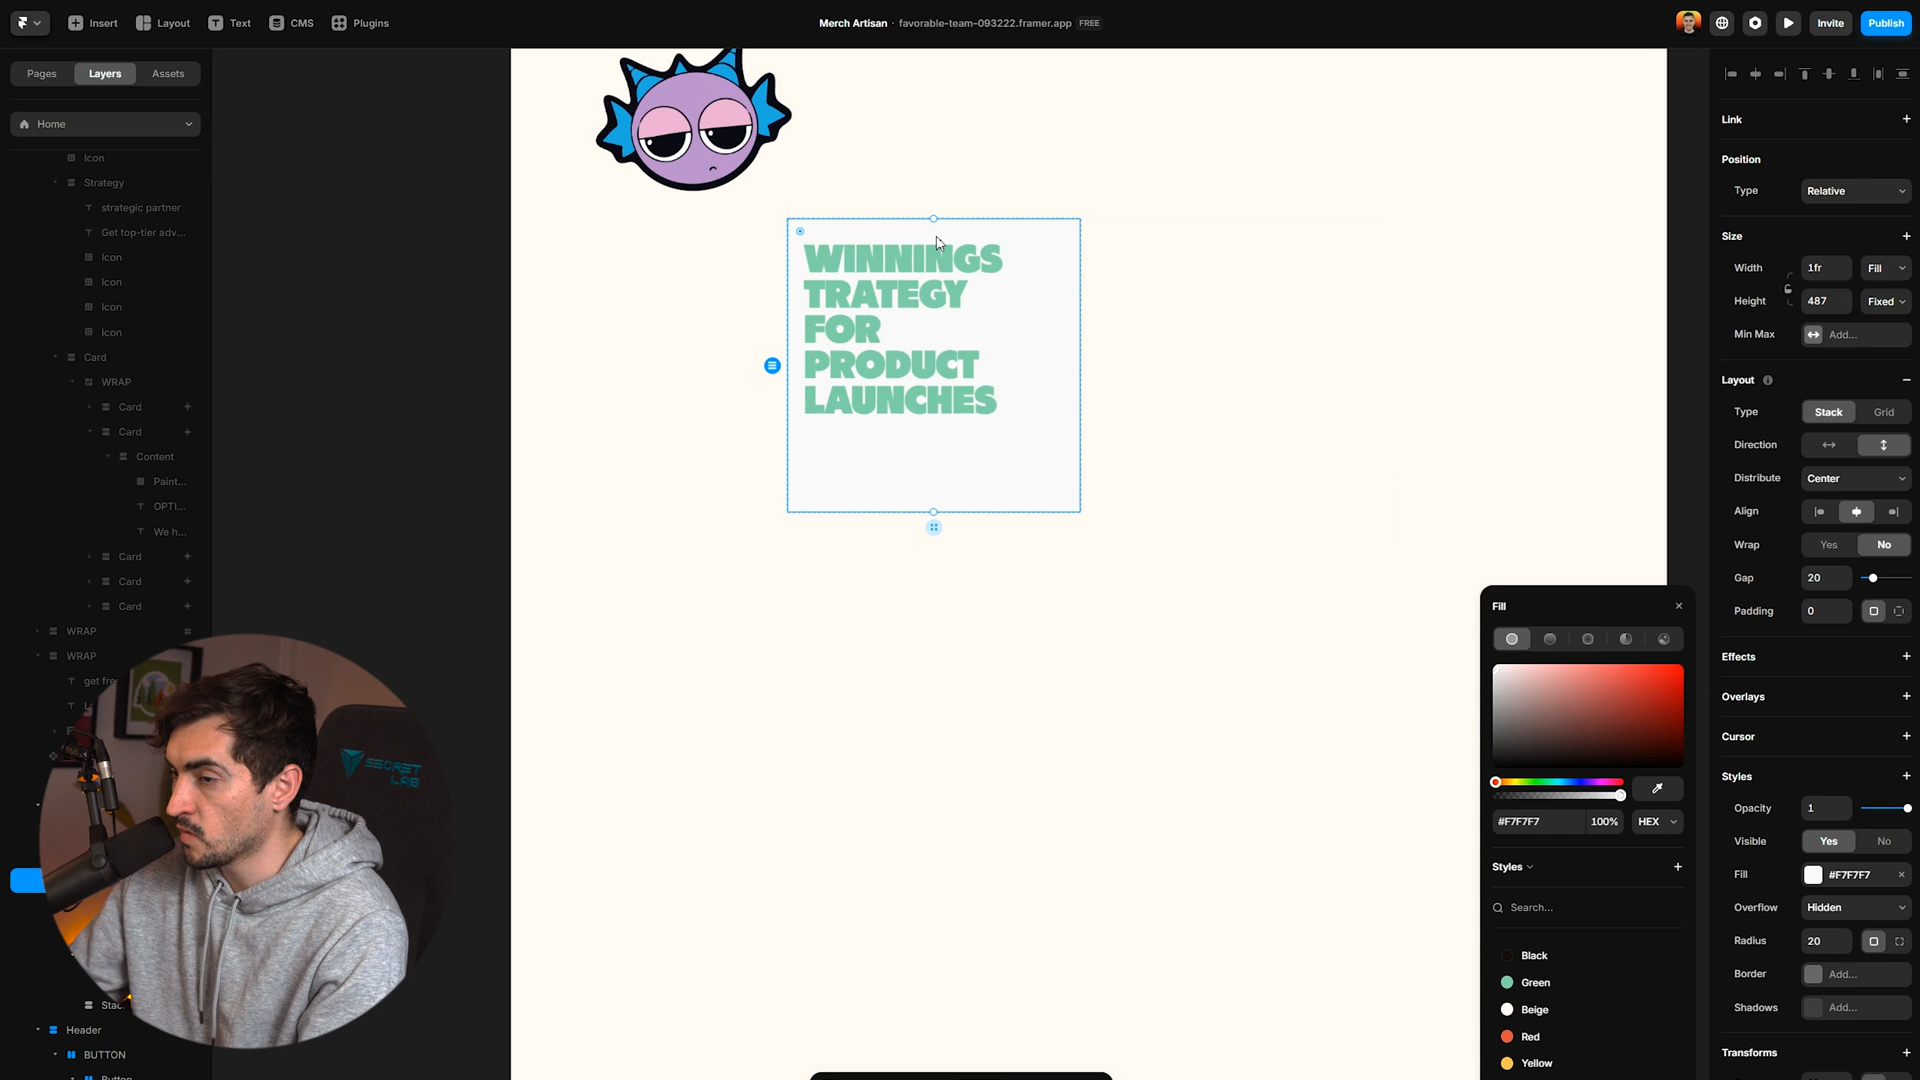 Insert
Layout
Text
CMS
Plugins
Merch Artisan · favorable-team-093222.framer.app FREE
Invite
Publish
Pages
Layers
Assets
Home
Icon
Strategy
strategic partner
Get top-tier adv...
Icon
Icon
Icon
Icon
Card
WRAP
Card
Card
Content
Paint...
OPTI...
We h...
Card
Card
Card
WRAP
WRAP
get fre
Header
BUTTON
SECRET
LAB
WINNINGS
TRATEGY
FOR
PRODUCT
LAUNCHES
Fill
#F7F7F7 100% HEX
Styles
Search...
Black
Green
Beige
Red
Yellow
Link
Position
Type Relative
Size
Width 1fr Fill
Height 487 Fixed
Min Max Add...
Layout
Type Stack Grid
Direction
Distribute Center
Align
Wrap Yes No
Gap 20
Padding 0
Effects
Overlays
Cursor
Styles
Opacity 1
Visible Yes No
Fill #F7F7F7
Overflow Hidden
Radius 20
Border Add...
Shadows Add...
Transforms